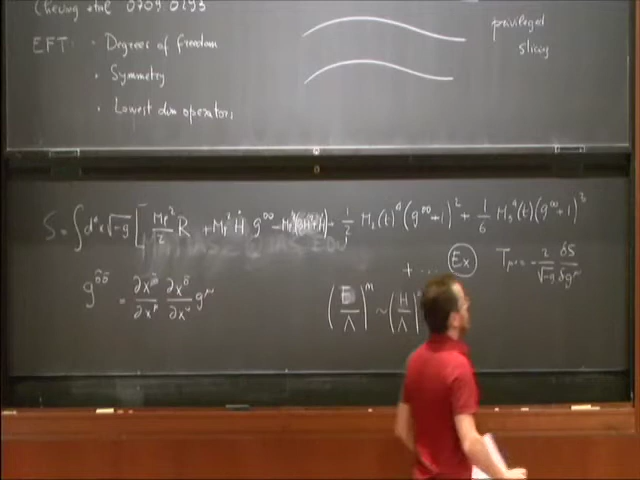 Cheung et al 0709.0293
EFT: · Degrees of freedom
· Symmetry
· Lowest dim operators
privileged
slicing
S = ∫d⁴x √-g [ M_P²/2 R + M_P² Ḣ g⁰⁰ - M_P²(3H²+Ḣ) + 1/2 M₂(t)⁴ (g⁰⁰+1)² + 1/6 M₃⁴(t) (g⁰⁰+1)³
+ ... (Ex) T_μν = - 2/√-g δS/δg^μν
g^0̃0̃ = ∂x^0̃/∂x^μ ∂x^0̃/∂x^ν g^μν
(E/Λ)^m ~ (H/Λ)